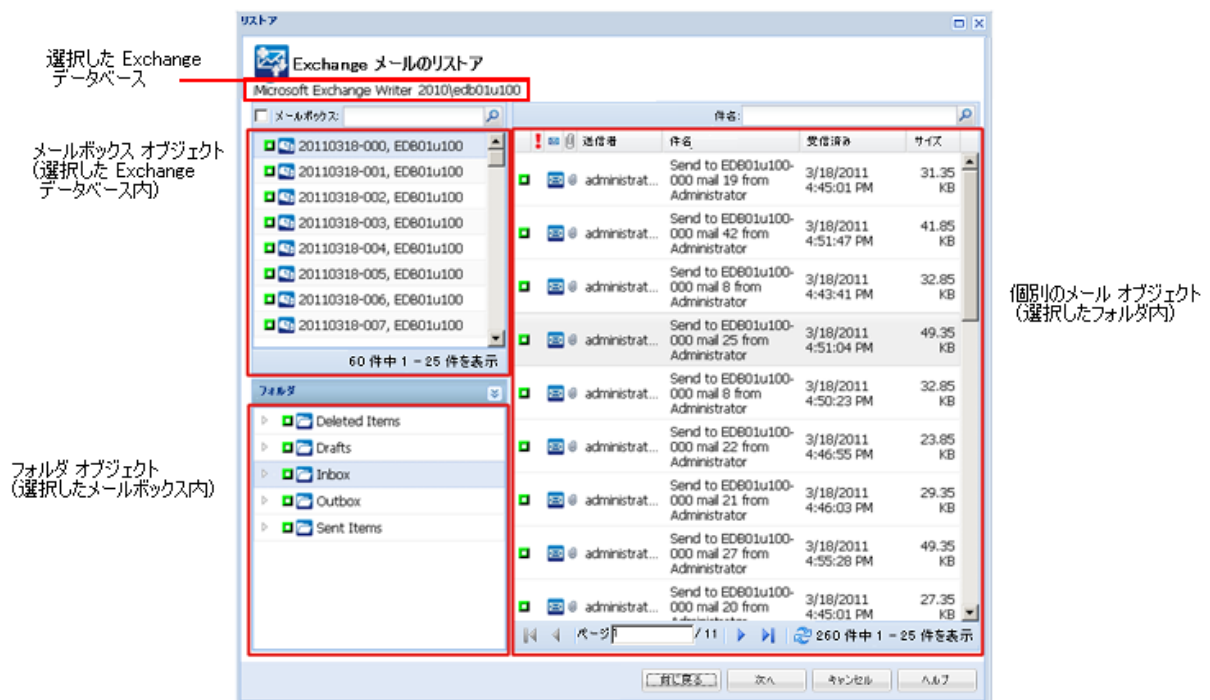 リストア
選択した Exchange
データベース
Exchange メールのリストア
Microsoft Exchange Writer 2010\edb01u100
メールボックス:
件名:
メールボックス オブジェクト
(選択した Exchange
データベース内)
20110318-000, EDB01u100
20110318-001, EDB01u100
20110318-002, EDB01u100
20110318-003, EDB01u100
20110318-004, EDB01u100
20110318-005, EDB01u100
20110318-006, EDB01u100
20110318-007, EDB01u100
60 件中 1 - 25 件を表示
フォルダ
フォルダ オブジェクト
(選択したメールボックス内)
Deleted Items
Drafts
Inbox
Outbox
Sent Items
送信者 件名 受信済み サイズ
administrat... Send to EDB01u100-
000 mail 19 from
Administrator
3/18/2011
4:45:01 PM
31.35
KB
administrat... Send to EDB01u100-
000 mail 42 from
Administrator
3/18/2011
4:51:47 PM
41.85
KB
administrat... Send to EDB01u100-
000 mail 8 from
Administrator
3/18/2011
4:43:41 PM
32.85
KB
administrat... Send to EDB01u100-
000 mail 25 from
Administrator
3/18/2011
4:51:04 PM
49.35
KB
administrat... Send to EDB01u100-
000 mail 8 from
Administrator
3/18/2011
4:50:23 PM
32.85
KB
administrat... Send to EDB01u100-
000 mail 22 from
Administrator
3/18/2011
4:46:55 PM
23.85
KB
administrat... Send to EDB01u100-
000 mail 21 from
Administrator
3/18/2011
4:46:03 PM
29.35
KB
administrat... Send to EDB01u100-
000 mail 27 from
Administrator
3/18/2011
4:55:28 PM
49.35
KB
administrat... Send to EDB01u100-
000 mail 20 from
3/18/2011
4:45:01 PM
27.35
KB
ページ 1 / 11 260 件中 1 - 25 件を表示
個別のメール オブジェクト
(選択したフォルダ内)
前に戻る 次へ キャンセル ヘルプ